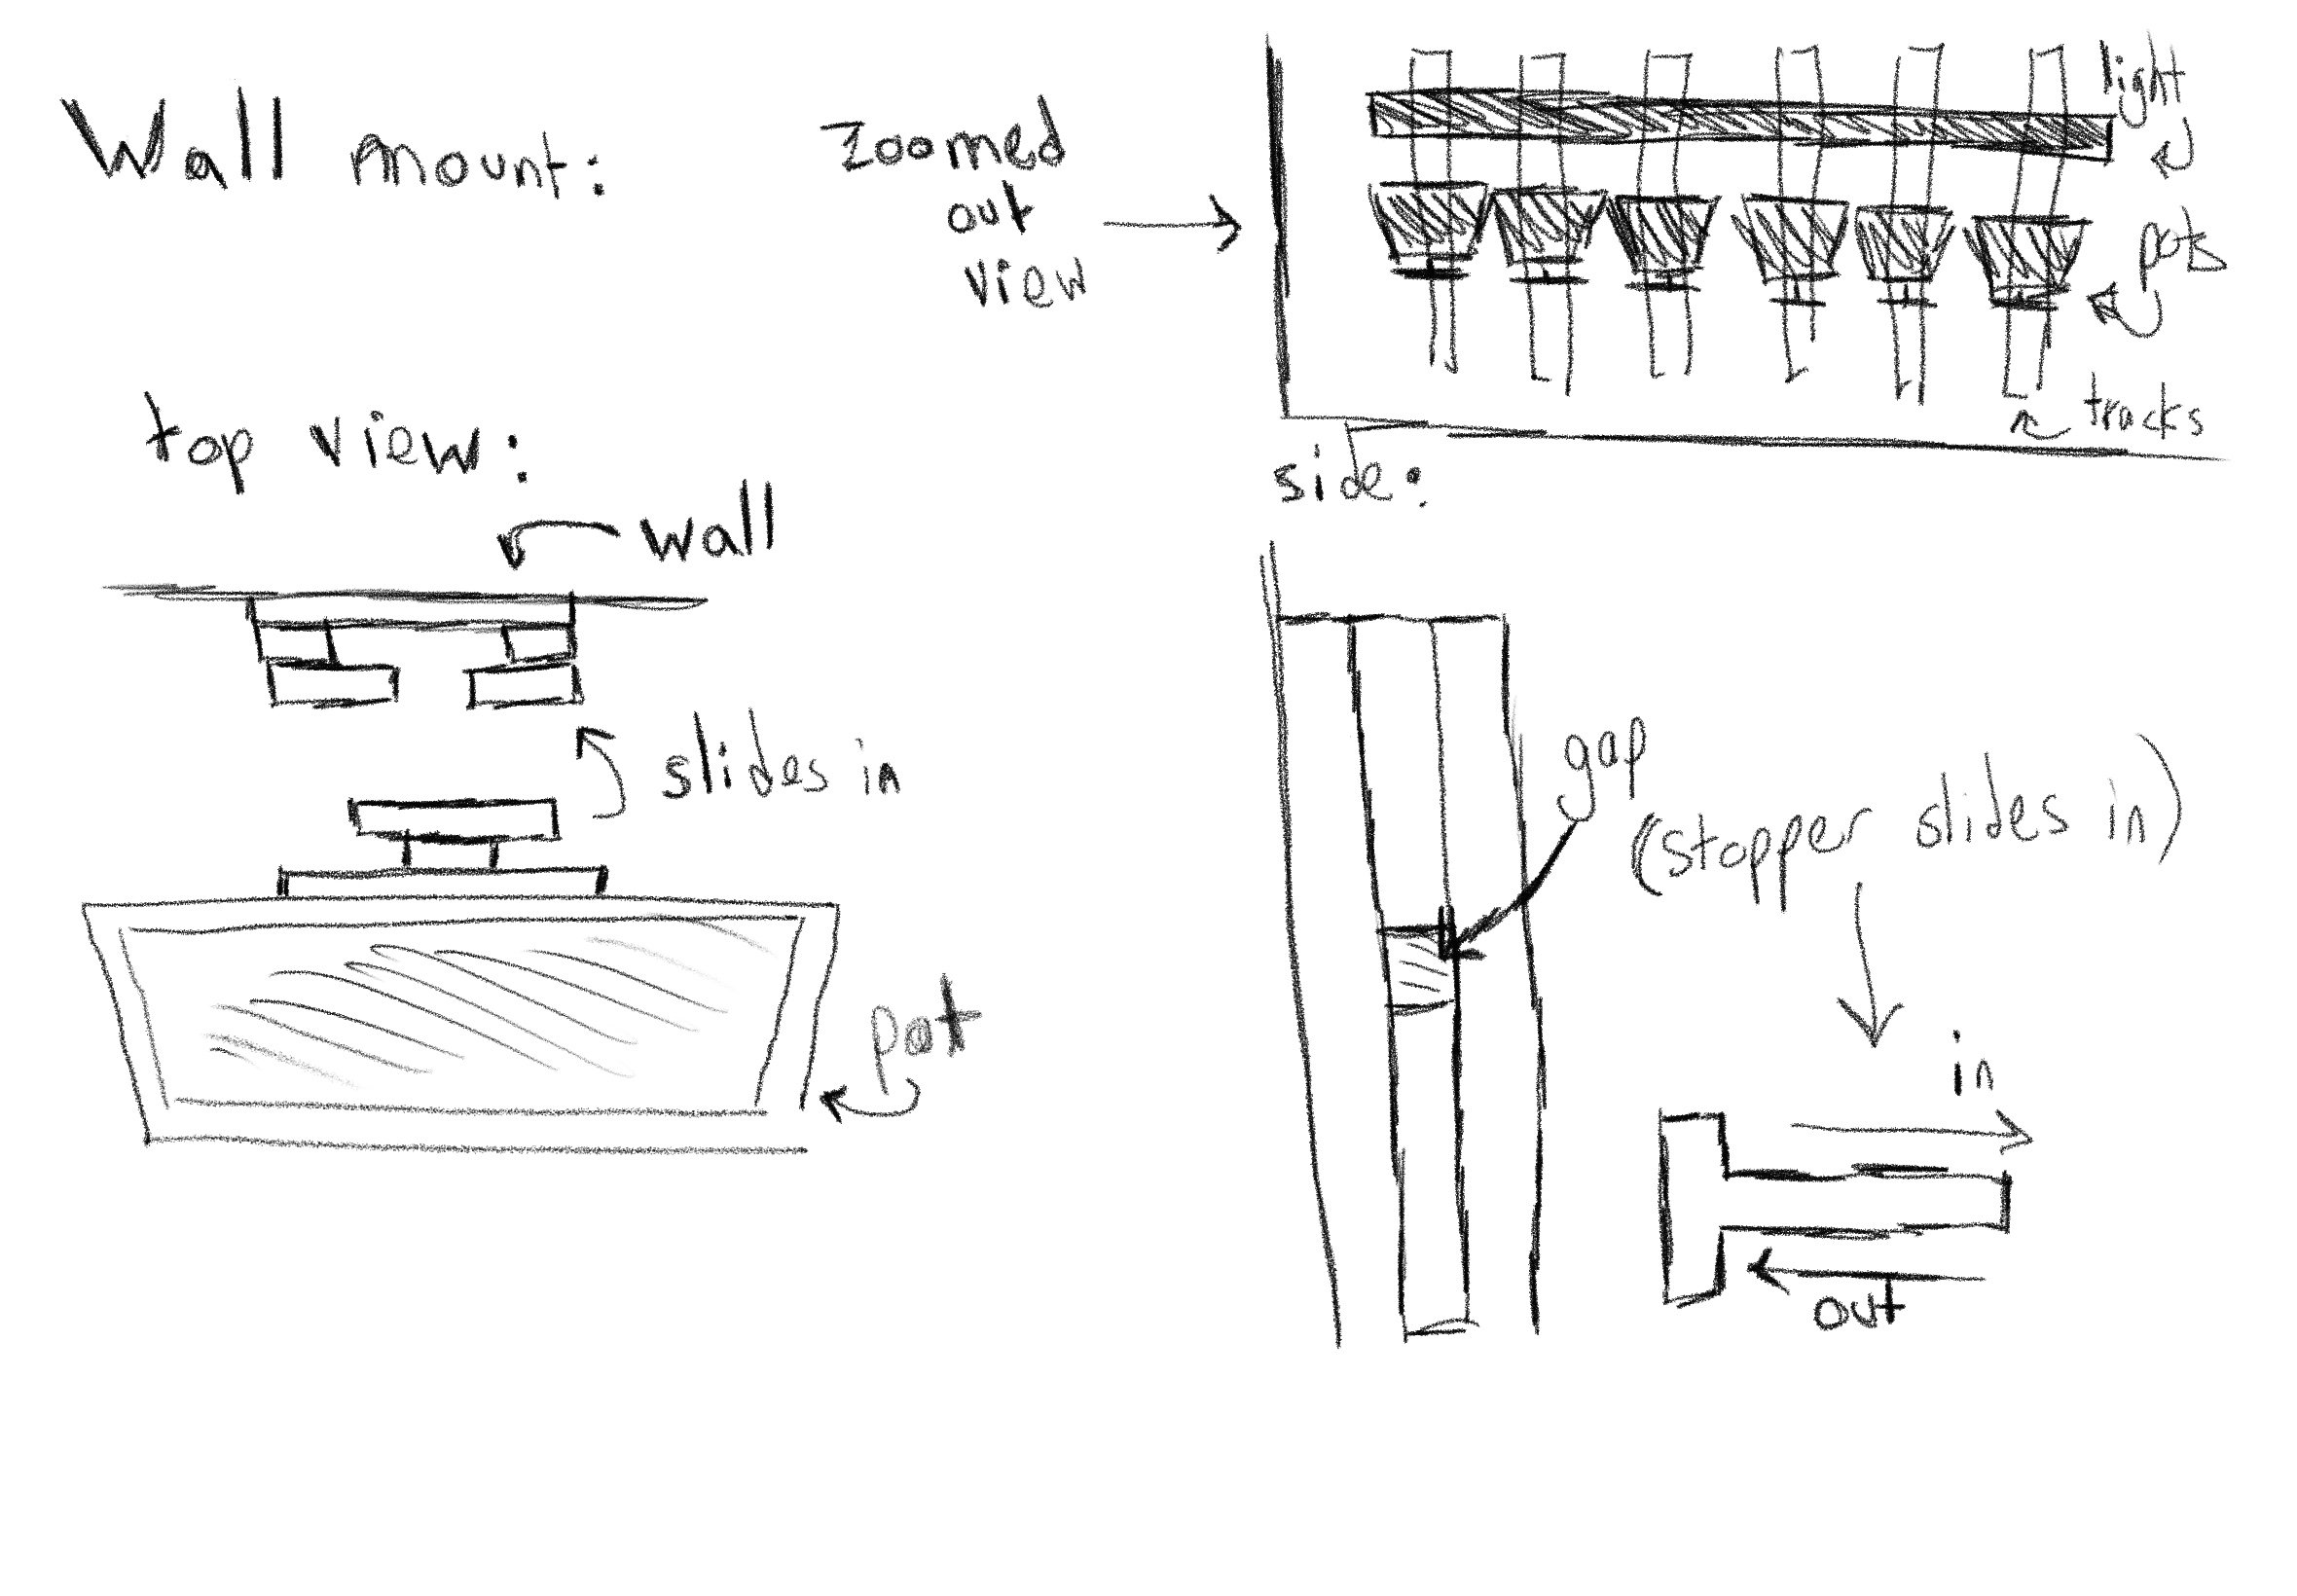 Wall mount:
zoomed
out
view
light
pots
tracks
top view:
wall
slides in
pot
side:
gap
(stopper slides in)
in
out